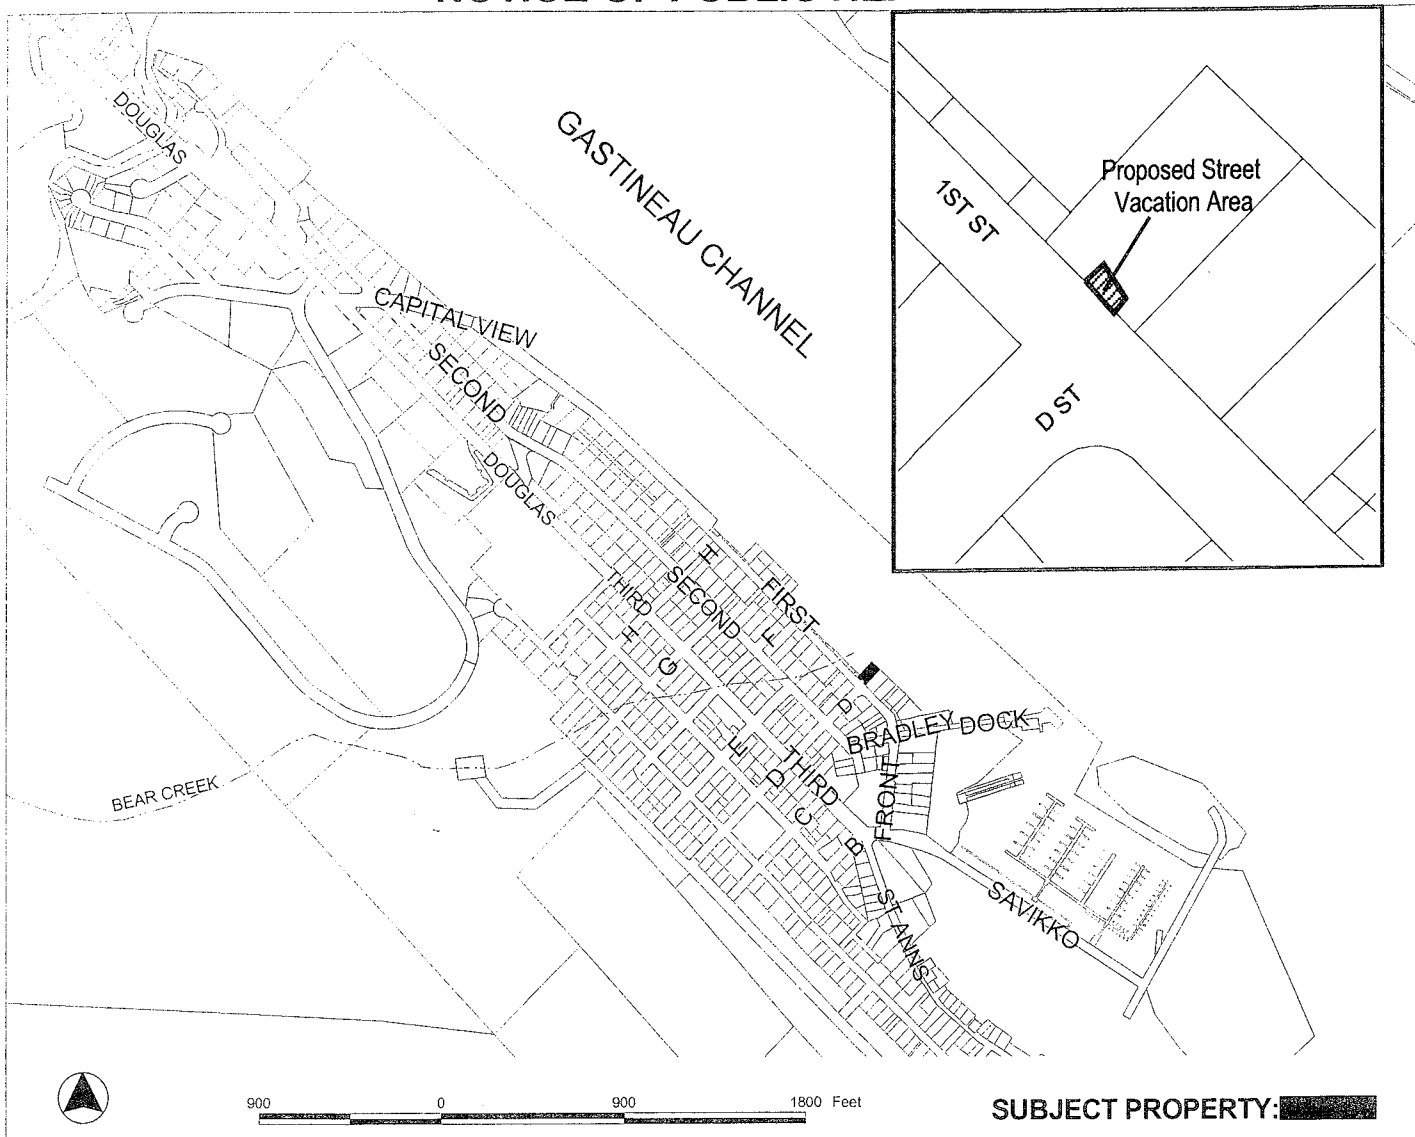 DOUGLAS
GASTINEAU CHANNEL
CAPITAL VIEW
SECOND
DOUGLAS
1ST ST
Proposed Street
Vacation Area
D ST
H
FIRST
SECOND
F
THIRD
H
G
D
BRADLEY DOCK
E
THIRD
D
FRONT
C
B
BEAR CREEK
ST ANNS
SAVIKKO
900 0 900 1800 Feet
SUBJECT PROPERTY: